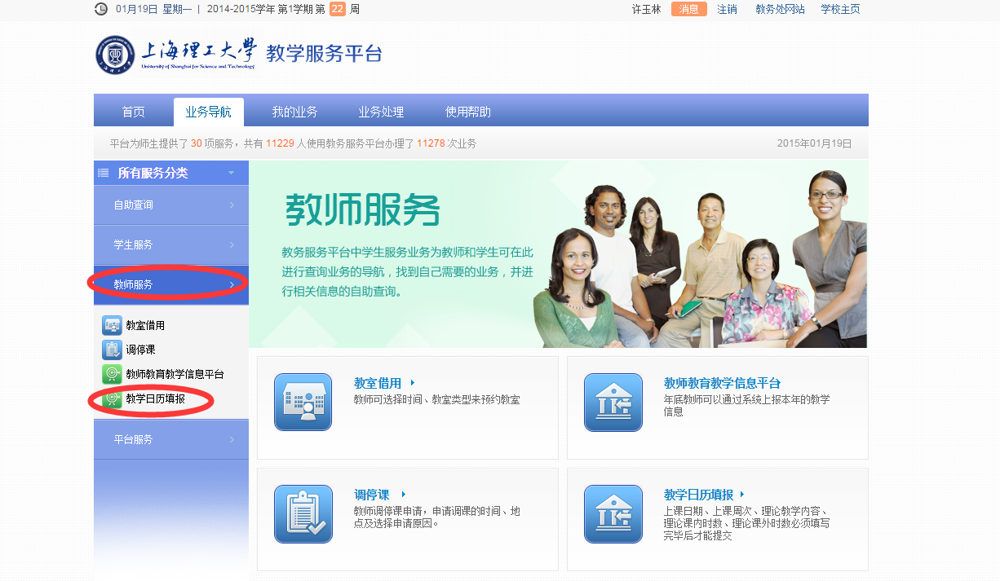 01月19日 星期一 | 2014-2015学年 第1学期 第 22 周
许玉林 消息 注销 教务处网站 学校主页
上海理工大学 教学服务平台
University of Shanghai for Science and Technology
首页 业务导航 我的业务 业务处理 使用帮助
平台为师生提供了 30 项服务，共有 11229 人使用教务服务平台办理了 11278 次业务
2015年01月19日
所有服务分类
自助查询
学生服务
教师服务
教室借用
调停课
教师教育教学信息平台
教学日历填报
平台服务
教师服务
教务服务平台中学生服务业务为教师和学生可在此
进行查询业务的导航，找到自己需要的业务，并进
行相关信息的自助查询。
教室借用
教师可选择时间、教室类型来预约教室
教师教育教学信息平台
年底教师可以通过系统上报本年的教学
信息
调停课
教师调停课申请，申请调课的时间、地
点及选择申请原因。
教学日历填报
上课日期、上课周次、理论教学内容、
理论课内时数、理论课外时数必须填写
完毕后才能提交